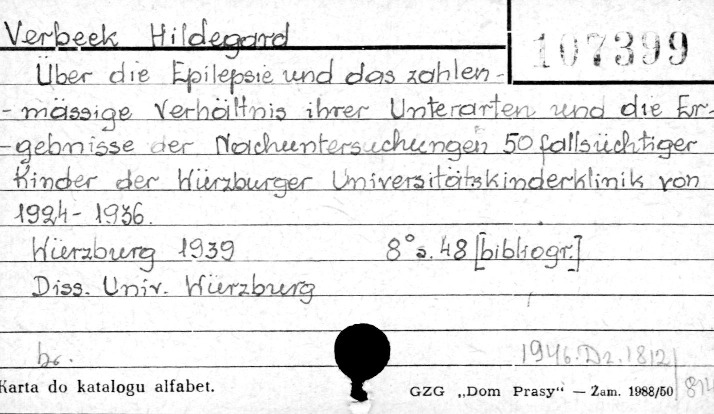 Verbeek Hildegard
107399
Über die Epilepsie und das zahlen-
-mässige Verhältnis ihrer Unterarten und die Er-
-gebnisse der Nachuntersuchungen 50 fallsüchtiger
Kinder der Würzburger Universitätskinderklinik von
1924-1936.
Würzburg 1939 8° s. 48 [bibliogr.]
Diss. Univ. Würzburg
br. 1946.Dz.1812
Karta do katalogu alfabet. GZG „Dom Prasy“ — Zam. 1988/50